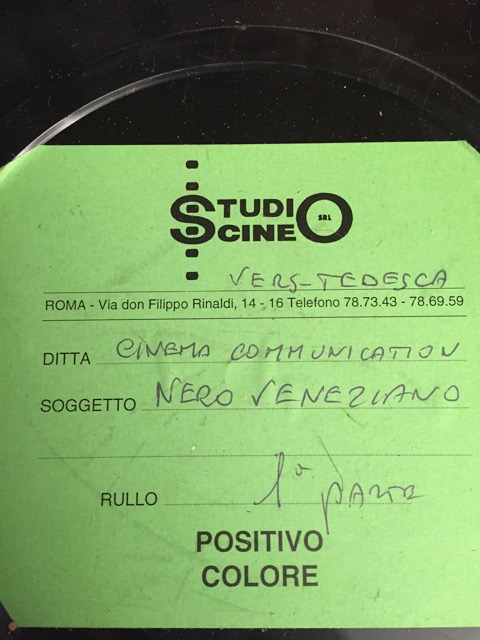 STUDIO
CINE SRL
VERS-TEDESCA
ROMA - Via don Filippo Rinaldi, 14 - 16 Telefono 78.73.43 - 78.69.59
DITTA CINEMA COMMUNICATION
SOGGETTO NERO VENEZIANO
RULLO 1ª PARTE
POSITIVO
COLORE